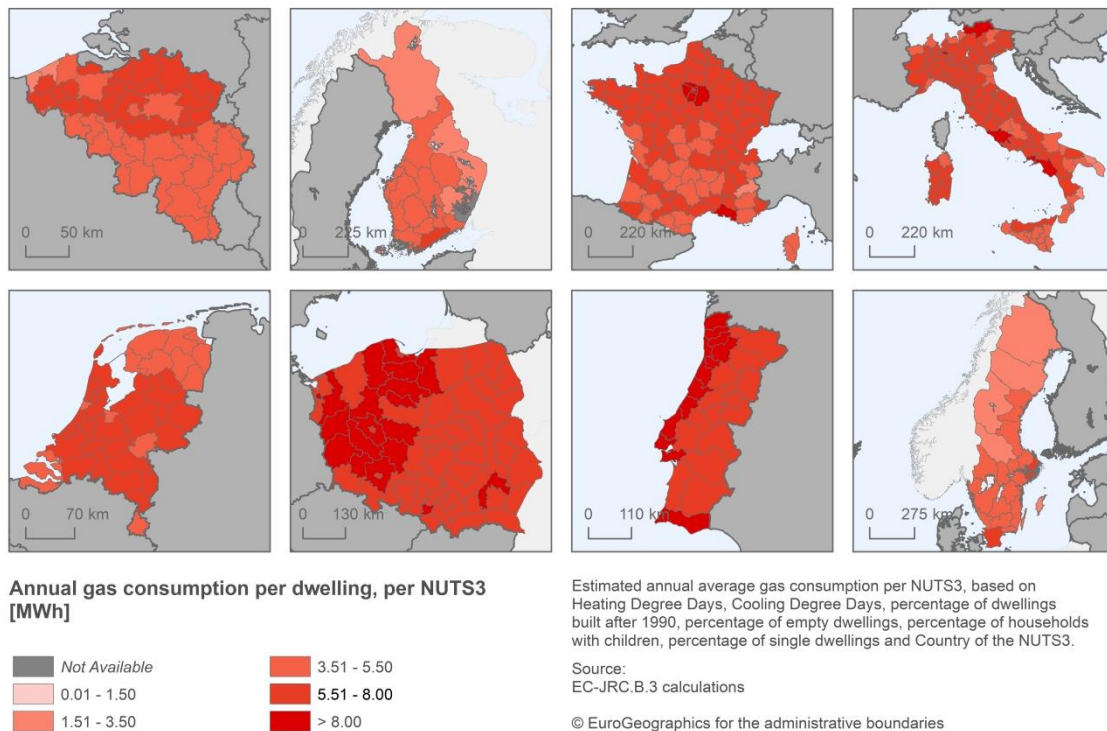 0 50 km
0 225 km
0 220 km
0 220 km
0 70 km
0 130 km
0 110 km
0 275 km
Annual gas consumption per dwelling, per NUTS3
[MWh]
Not Available
0.01 - 1.50
1.51 - 3.50
3.51 - 5.50
5.51 - 8.00
> 8.00
Estimated annual average gas consumption per NUTS3, based on
Heating Degree Days, Cooling Degree Days, percentage of dwellings
built after 1990, percentage of empty dwellings, percentage of households
with children, percentage of single dwellings and Country of the NUTS3.
Source:
EC-JRC.B.3 calculations
© EuroGeographics for the administrative boundaries